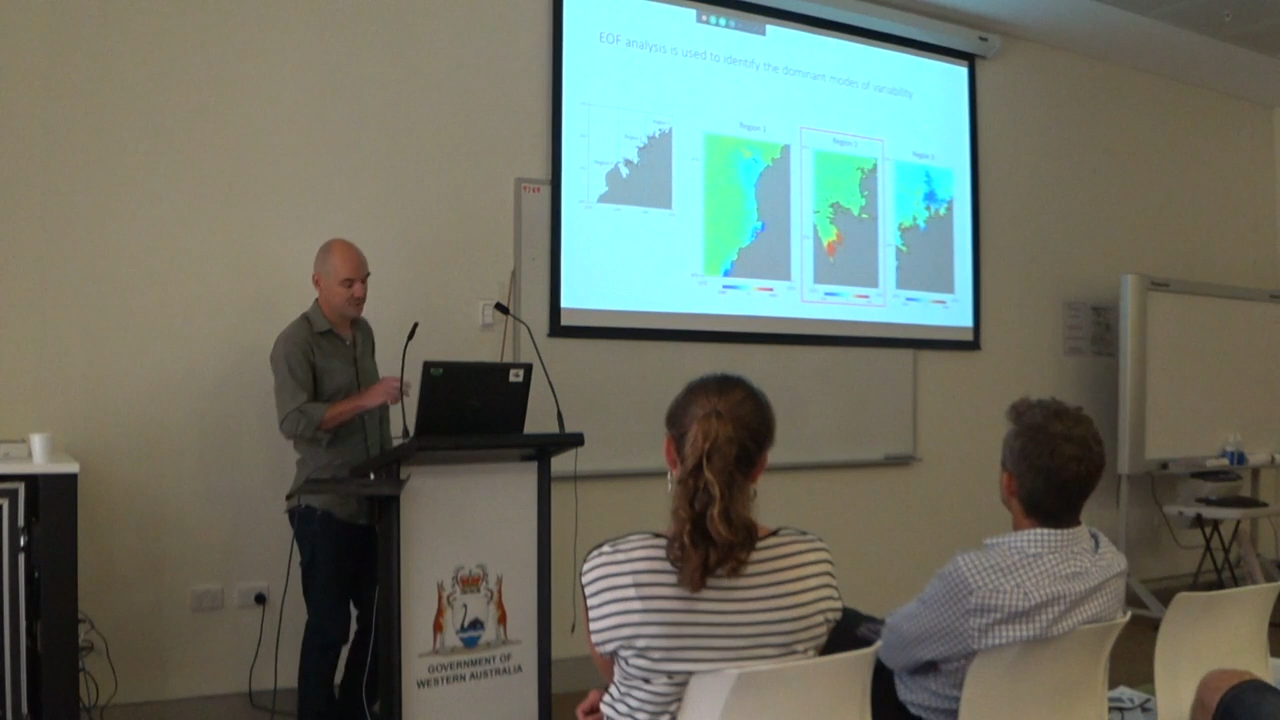 EOF analysis is used to identify the dominant modes of variability
Region 1
Region 2
Region 3
GOVERNMENT OF
WESTERN AUSTRALIA